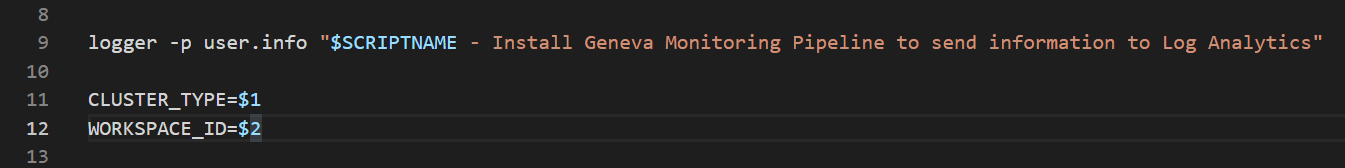 8
9 logger -p user.info "$SCRIPTNAME - Install Geneva Monitoring Pipeline to send information to Log Analytics"
10
11 CLUSTER_TYPE=$1
12 WORKSPACE_ID=$2
13